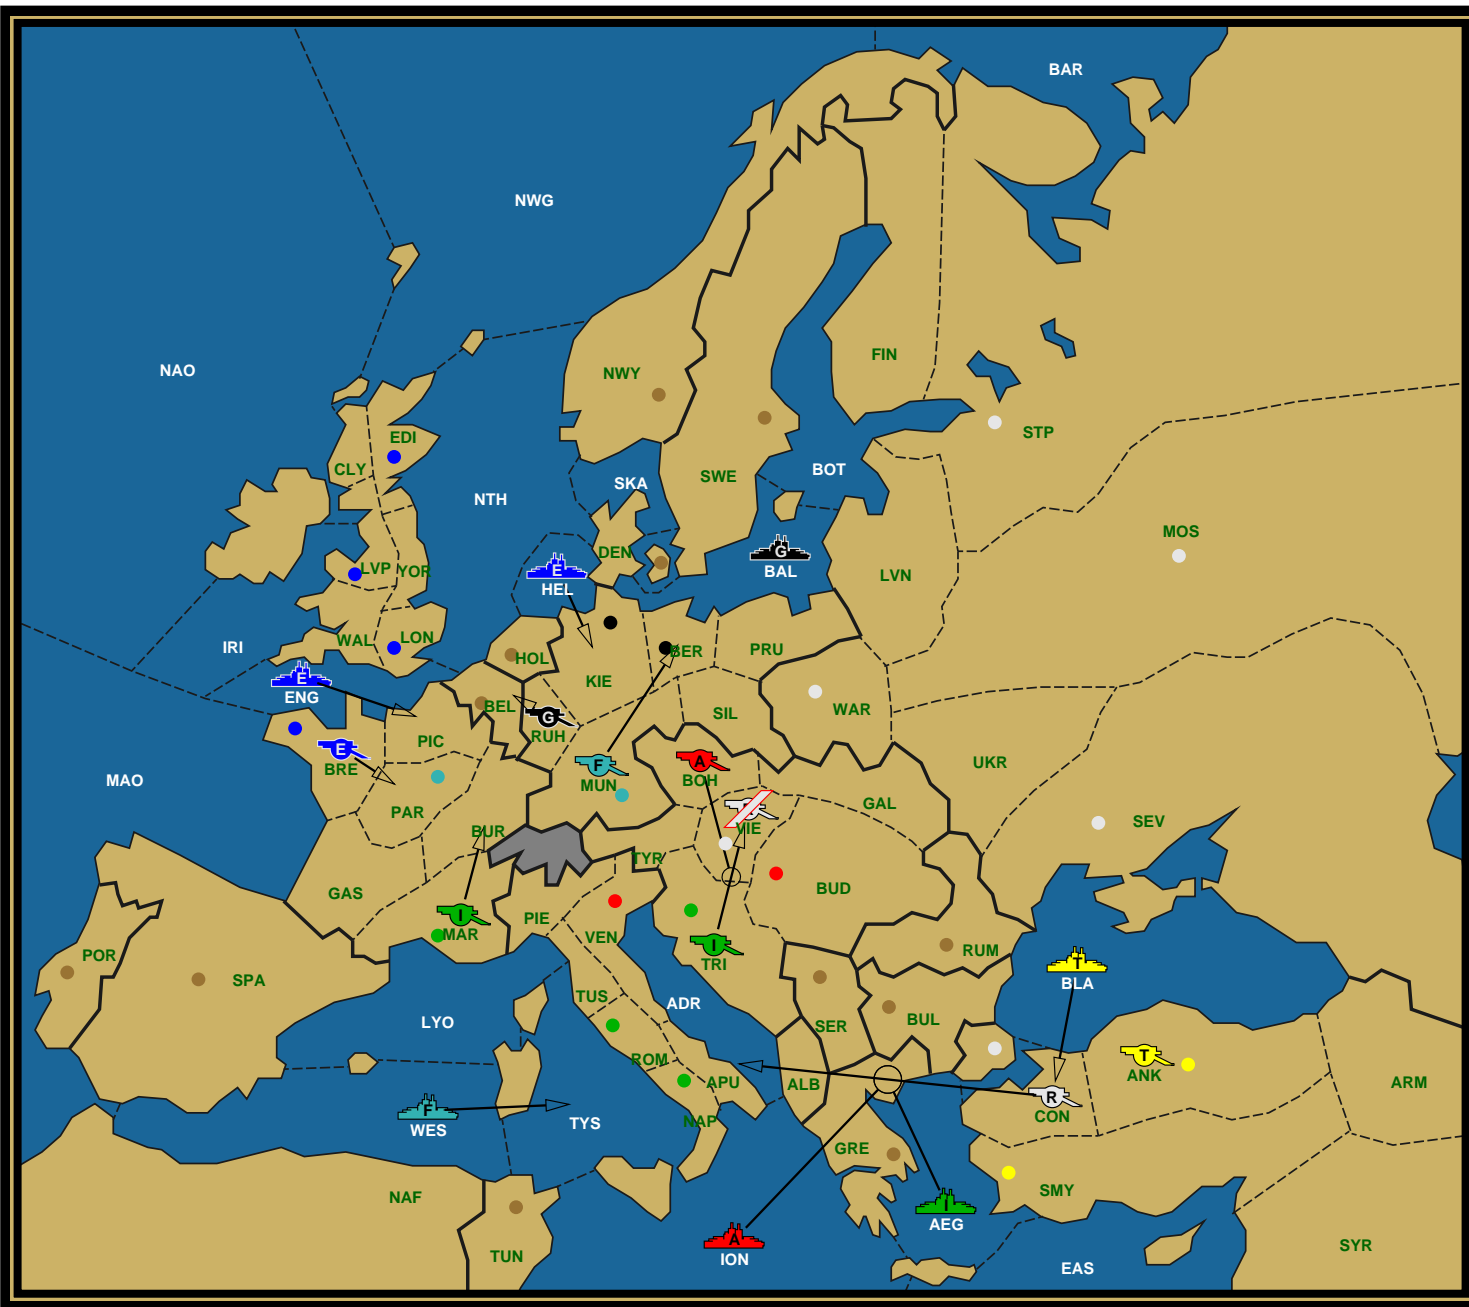 BAR
NWG
NAO
FIN
NWY
STP
EDI
CLY
SWE
BOT
SKA
NTH
MOS
DEN
G
BAL
E
HEL
LVP
YOR
LVN
IRI
WAL
LON
HOL
BER
PRU
E
ENG
KIE
BEL
G
RUH
SIL
WAR
PIC
E
BRE
F
MUN
A
BOH
UKR
MAO
PAR
GAL
VIE
SEV
BUR
TYR
GAS
BUD
I
MAR
PIE
VEN
I
TRI
RUM
POR
SPA
T
BLA
TUS
ADR
LYO
SER
BUL
ROM
APU
ALB
T
ANK
ARM
R
CON
F
WES
TYS
NAP
GRE
NAF
SMY
I
AEG
A
ION
TUN
SYR
EAS